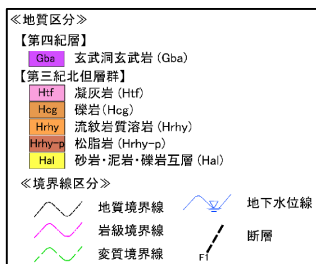 ≪地質区分≫
【第四紀層】
Gba 玄武洞玄武岩(Gba)
【第三紀北但層群】
Htf 凝灰岩(Htf)
Hcg 礫岩(Hcg)
Hrhy 流紋岩質溶岩(Hrhy)
Hrhy-p 松脂岩(Hrhy-p)
Hal 砂岩・泥岩・礫岩互層(Hal)
≪境界線区分≫
地質境界線 地下水位線
岩級境界線 断層
変質境界線 F1